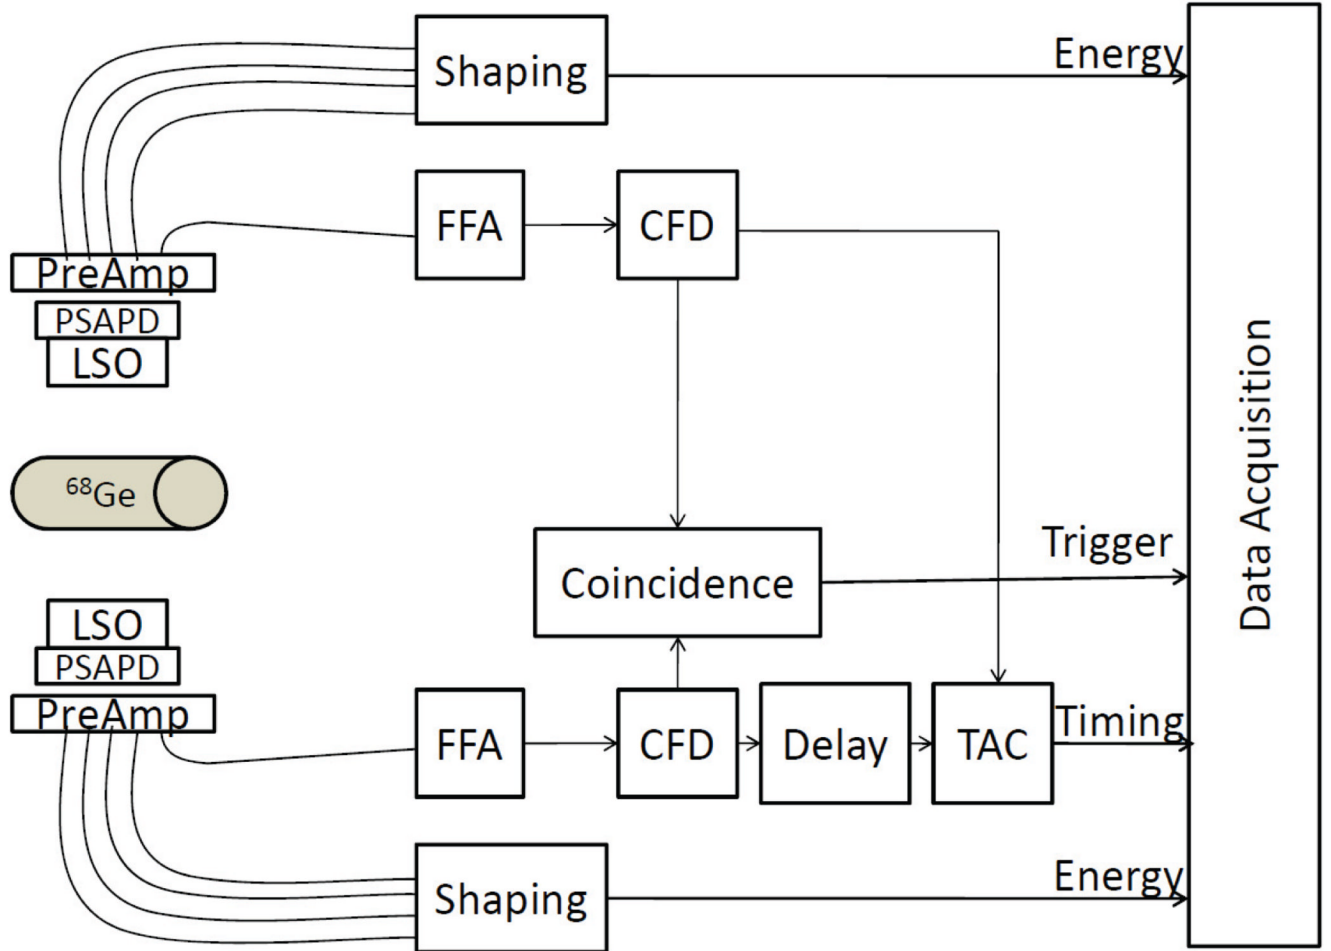 Shaping
Energy
FFA
CFD
PreAmp
PSAPD
LSO
⁶⁸Ge
Coincidence
Trigger
Data Acquisition
LSO
PSAPD
PreAmp
FFA
CFD
Delay
TAC
Timing
Shaping
Energy